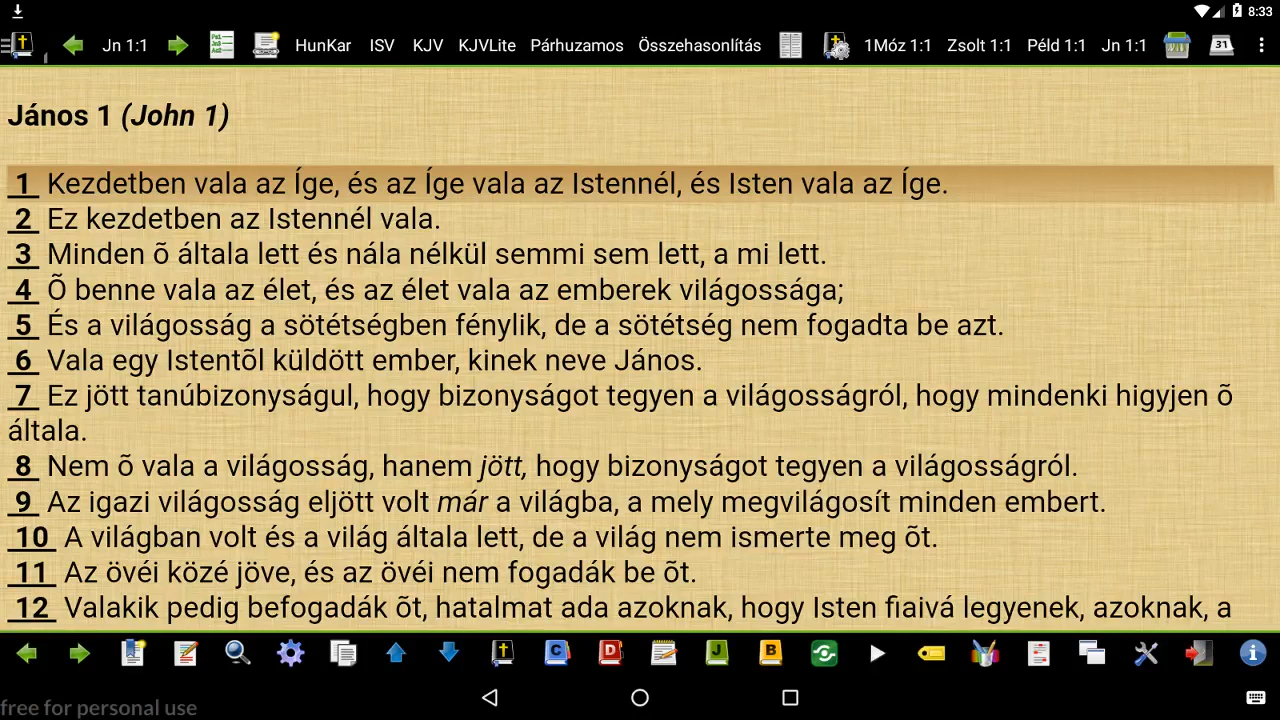 8:33
Jn 1:1 HunKar ISV KJV KJVLite Párhuzamos Összehasonlítás 1Móz 1:1 Zsolt 1:1 Péld 1:1 Jn 1:1 31
János 1 (John 1)
1 Kezdetben vala az Íge, és az Íge vala az Istennél, és Isten vala az Íge.
2 Ez kezdetben az Istennél vala.
3 Minden õ általa lett és nála nélkül semmi sem lett, a mi lett.
4 Õ benne vala az élet, és az élet vala az emberek világossága;
5 És a világosság a sötétségben fénylik, de a sötétség nem fogadta be azt.
6 Vala egy Istentõl küldött ember, kinek neve János.
7 Ez jött tanúbizonyságul, hogy bizonyságot tegyen a világosságról, hogy mindenki higyjen õ
általa.
8 Nem õ vala a világosság, hanem jött, hogy bizonyságot tegyen a világosságról.
9 Az igazi világosság eljött volt már a világba, a mely megvilágosít minden embert.
10 A világban volt és a világ általa lett, de a világ nem ismerte meg õt.
11 Az övéi közé jöve, és az övéi nem fogadák be õt.
12 Valakik pedig befogadák õt, hatalmat ada azoknak, hogy Isten fiaivá legyenek, azoknak, a
C D J B
free for personal use